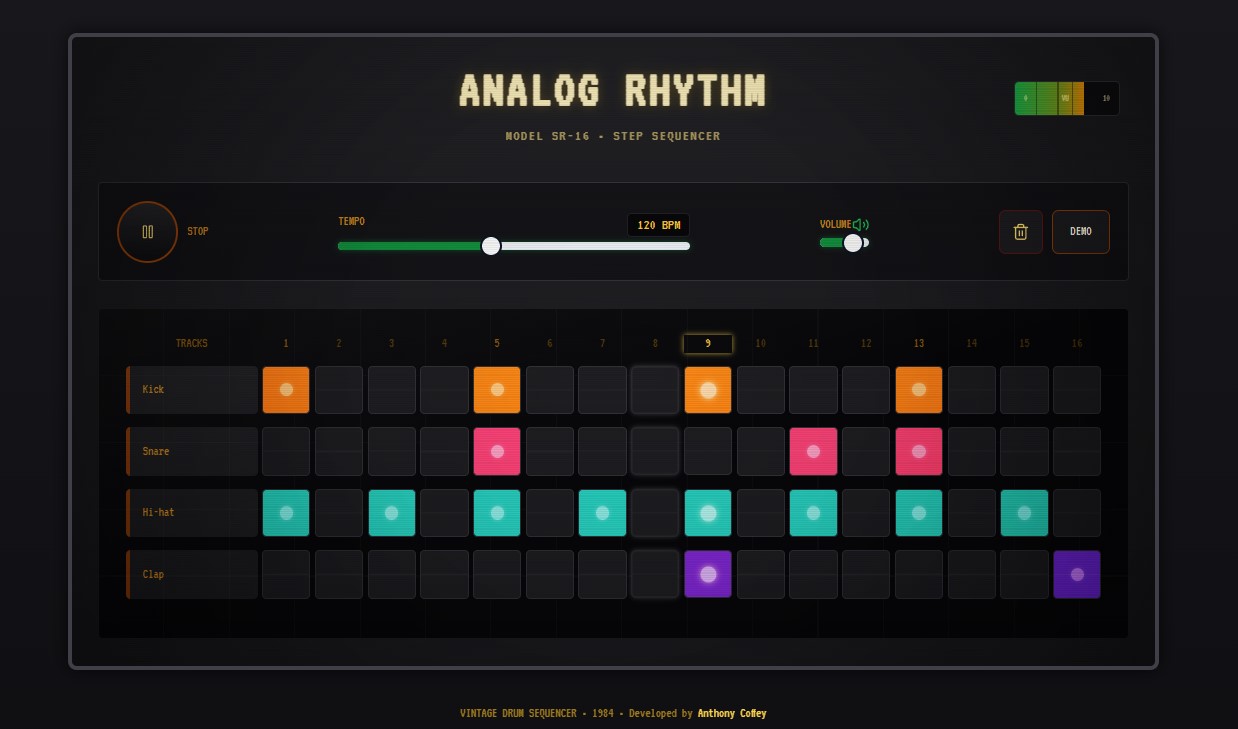 ANALOG RHYTHM
MODEL SR-16 • STEP SEQUENCER
0 VU 10
STOP
TEMPO
120 BPM
VOLUME
DEMO
TRACKS 1 2 3 4 5 6 7 8 9 10 11 12 13 14 15 16
Kick
Snare
Hi-hat
Clap
VINTAGE DRUM SEQUENCER • 1984 • Developed by Anthony Coffey